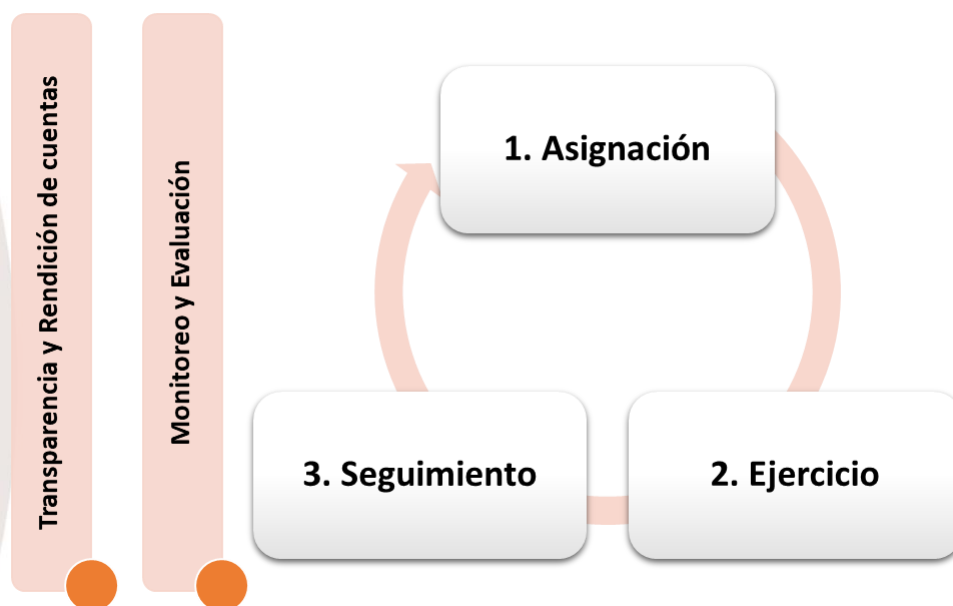 Transparencia y Rendición de cuentas
Monitoreo y Evaluación
1. Asignación
2. Ejercicio
3. Seguimiento